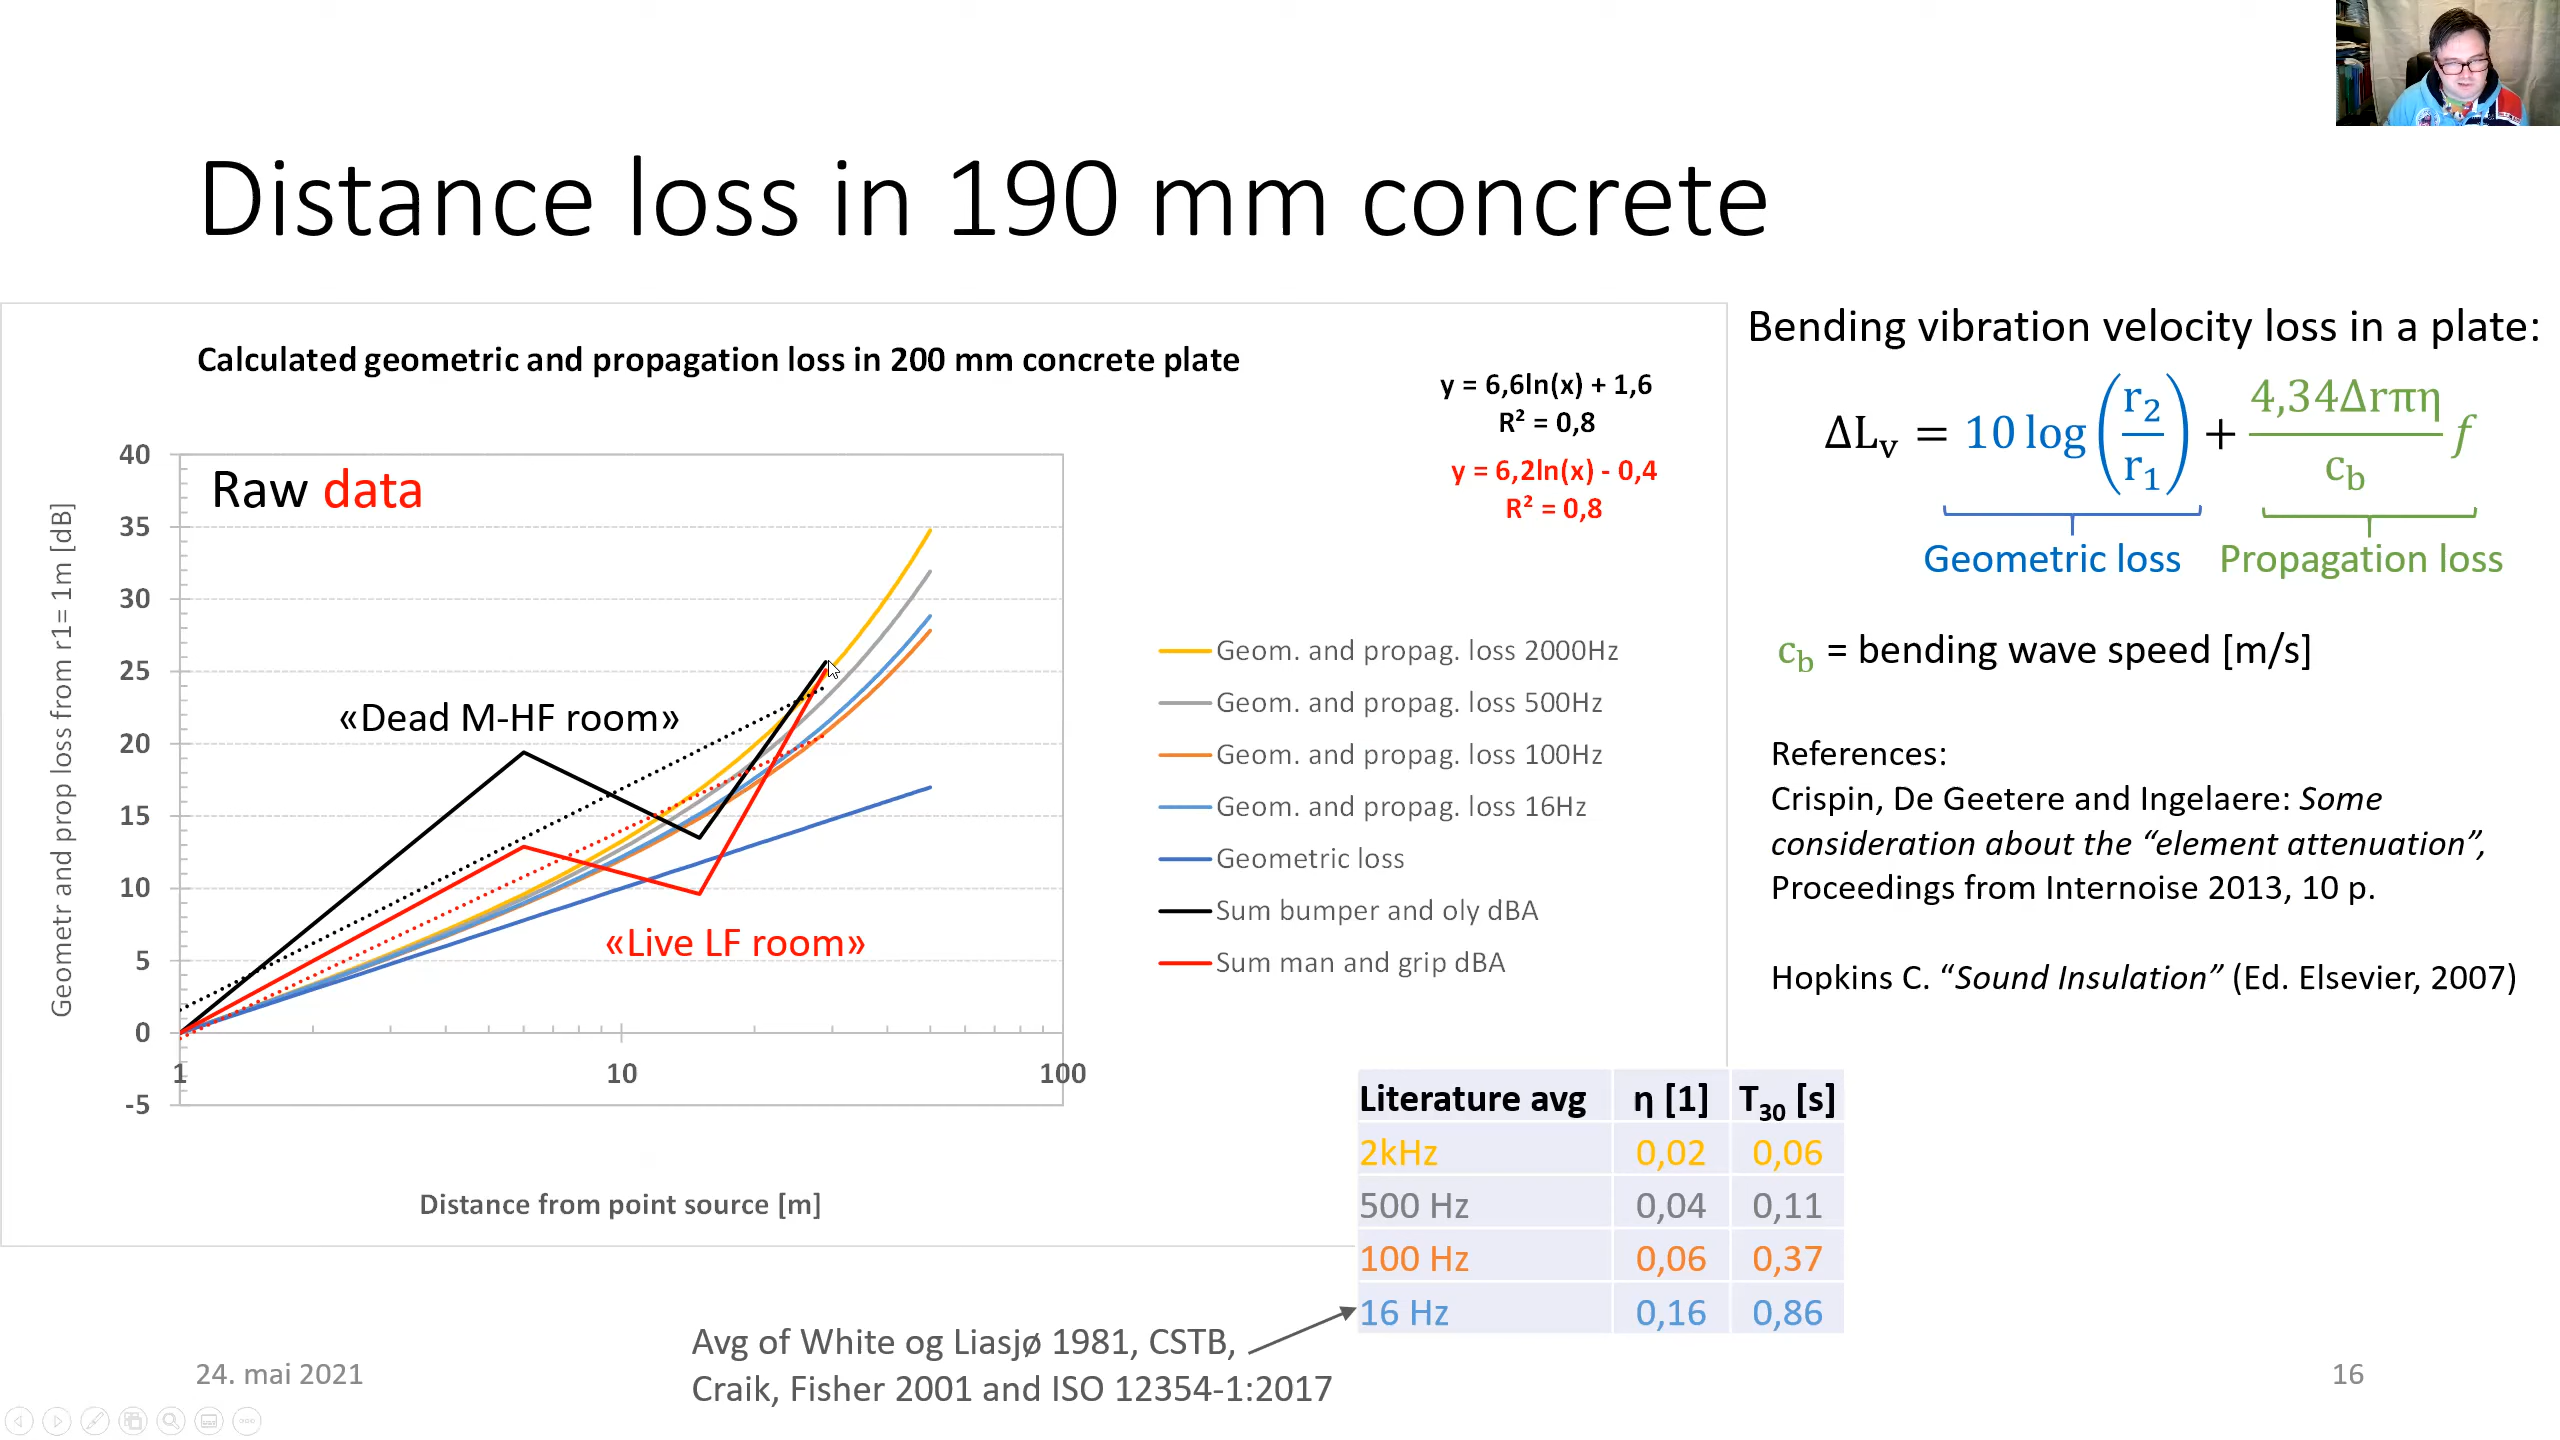 Distance loss in 190 mm concrete
Calculated geometric and propagation loss in 200 mm concrete plate
y = 6,6ln(x) + 1,6
R² = 0,8
y = 6,2ln(x) - 0,4
R² = 0,8
Raw data
Geometr and prop loss from r1= 1m [dB]
40
35
30
25
20
15
10
5
0
-5
1
10
100
«Dead M-HF room»
«Live LF room»
Distance from point source [m]
Geom. and propag. loss 2000Hz
Geom. and propag. loss 500Hz
Geom. and propag. loss 100Hz
Geom. and propag. loss 16Hz
Geometric loss
Sum bumper and oly dBA
Sum man and grip dBA
Bending vibration velocity loss in a plate:
ΔLᵥ = 10 log(r₂/r₁) + 4,34Δrπη/c_b f
Geometric loss Propagation loss
c_b = bending wave speed [m/s]
References:
Crispin, De Geetere and Ingelaere: Some
consideration about the “element attenuation”,
Proceedings from Internoise 2013, 10 p.
Hopkins C. “Sound Insulation” (Ed. Elsevier, 2007)
Literature avg η [1] T₃₀ [s]
2kHz 0,02 0,06
500 Hz 0,04 0,11
100 Hz 0,06 0,37
16 Hz 0,16 0,86
Avg of White og Liasjø 1981, CSTB,
Craik, Fisher 2001 and ISO 12354-1:2017
24. mai 2021
16